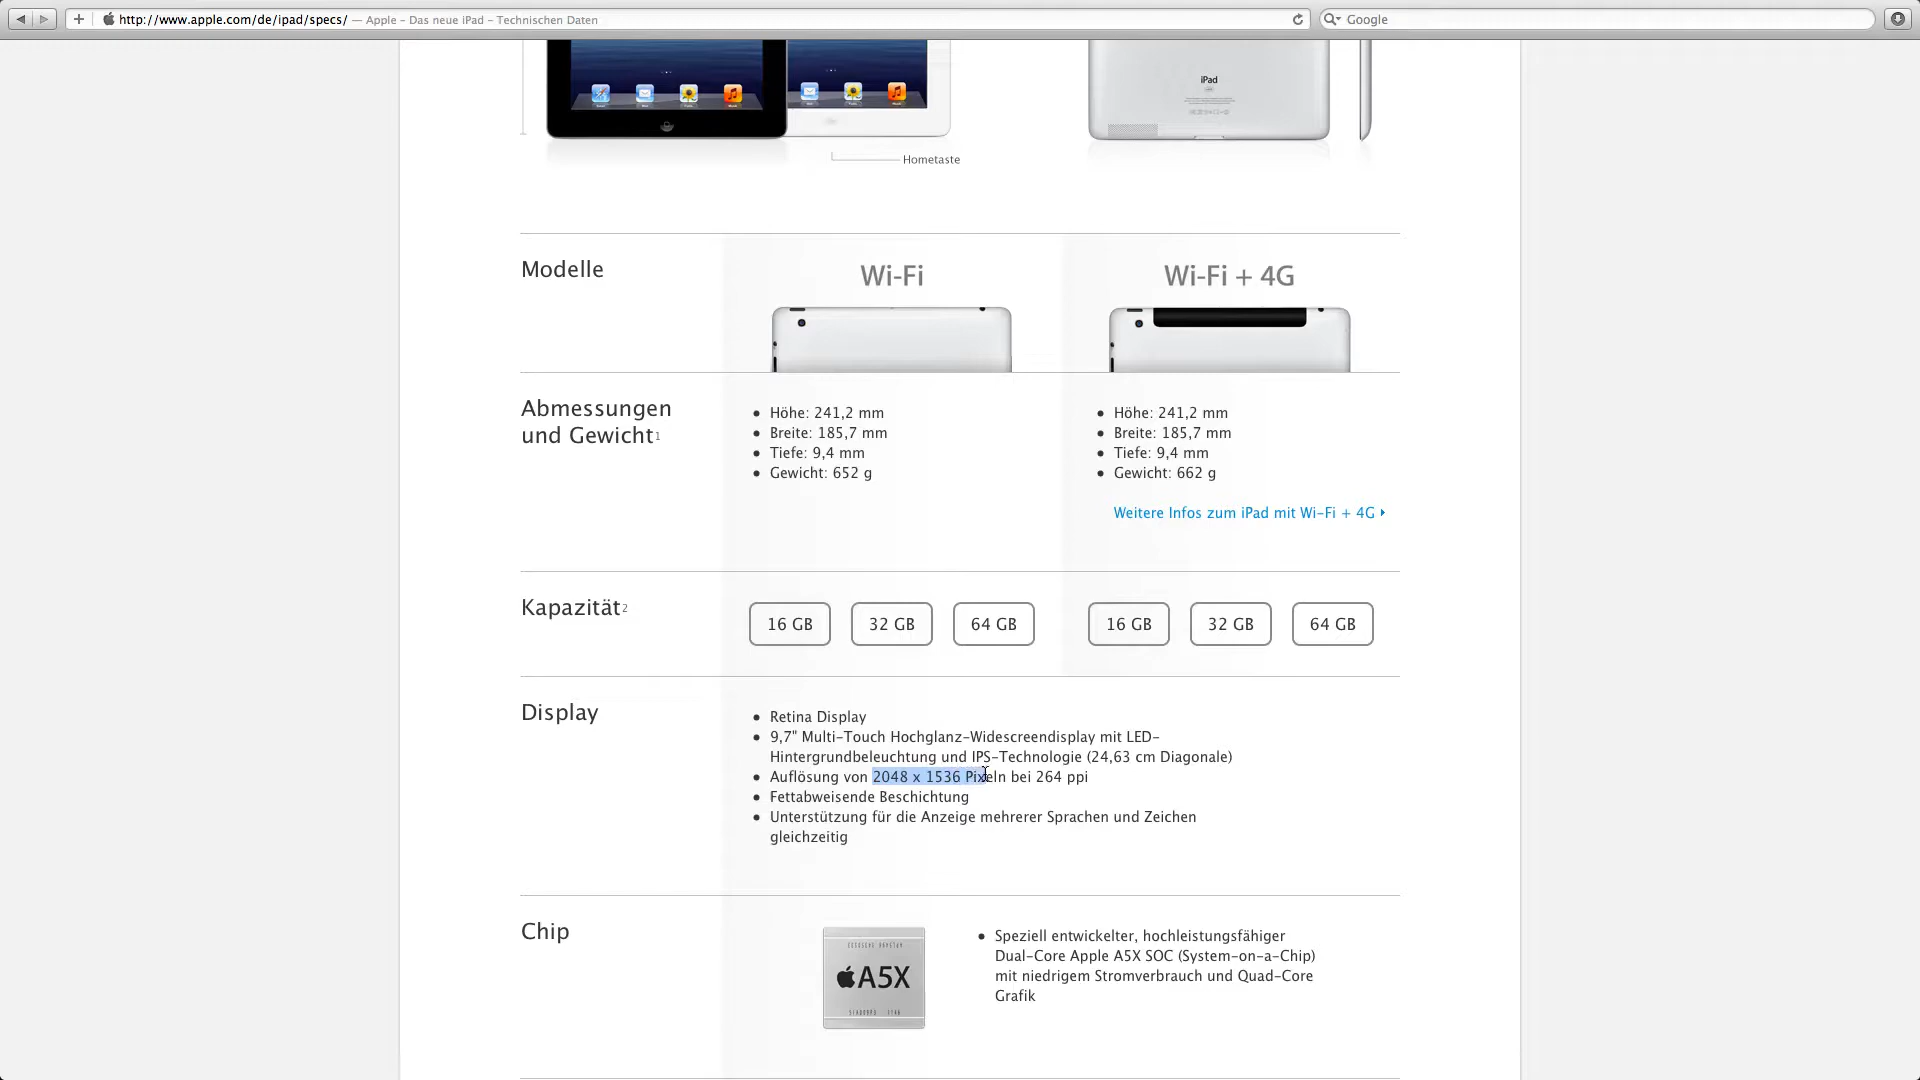 http://www.apple.com/de/ipad/specs/ — Apple – Das neue iPad – Technischen Daten
Google
iPad
Hometaste
Modelle
Wi-Fi
Wi-Fi + 4G
Abmessungen
und Gewicht1
Höhe: 241,2 mm
Breite: 185,7 mm
Tiefe: 9,4 mm
Gewicht: 652 g
Höhe: 241,2 mm
Breite: 185,7 mm
Tiefe: 9,4 mm
Gewicht: 662 g
Weitere Infos zum iPad mit Wi-Fi + 4G
Kapazität2
16 GB
32 GB
64 GB
16 GB
32 GB
64 GB
Display
Retina Display
9,7" Multi-Touch Hochglanz-Widescreendisplay mit LED-
Hintergrundbeleuchtung und IPS-Technologie (24,63 cm Diagonale)
Auflösung von 2048 x 1536 Pixeln bei 264 ppi
Fettabweisende Beschichtung
Unterstützung für die Anzeige mehrerer Sprachen und Zeichen
gleichzeitig
Chip
A5X
Speziell entwickelter, hochleistungsfähiger
Dual-Core Apple A5X SOC (System-on-a-Chip)
mit niedrigem Stromverbrauch und Quad-Core
Grafik